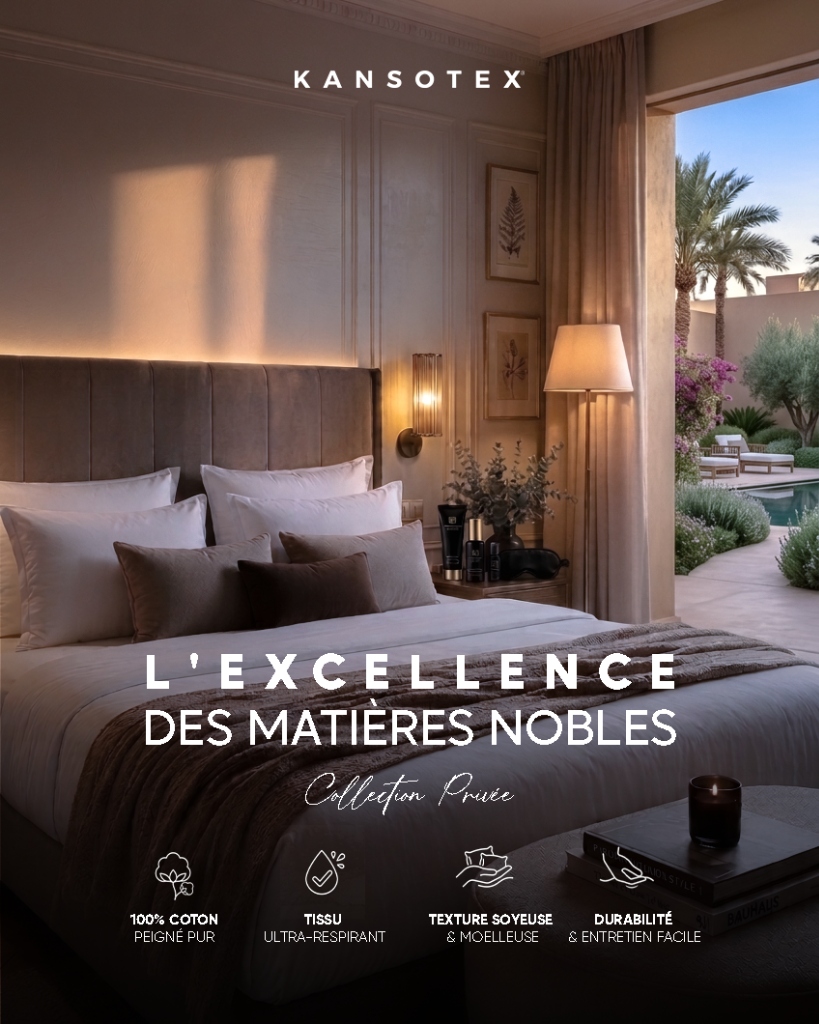 KANSOTEX®
L'EXCELLENCE
DES MATIÈRES NOBLES
Collection Privée
100% COTON
PEIGNÉ PUR
TISSU
ULTRA-RESPIRANT
TEXTURE SOYEUSE
& MOELLEUSE
DURABILITÉ
& ENTRETIEN FACILE
BAUHAUS